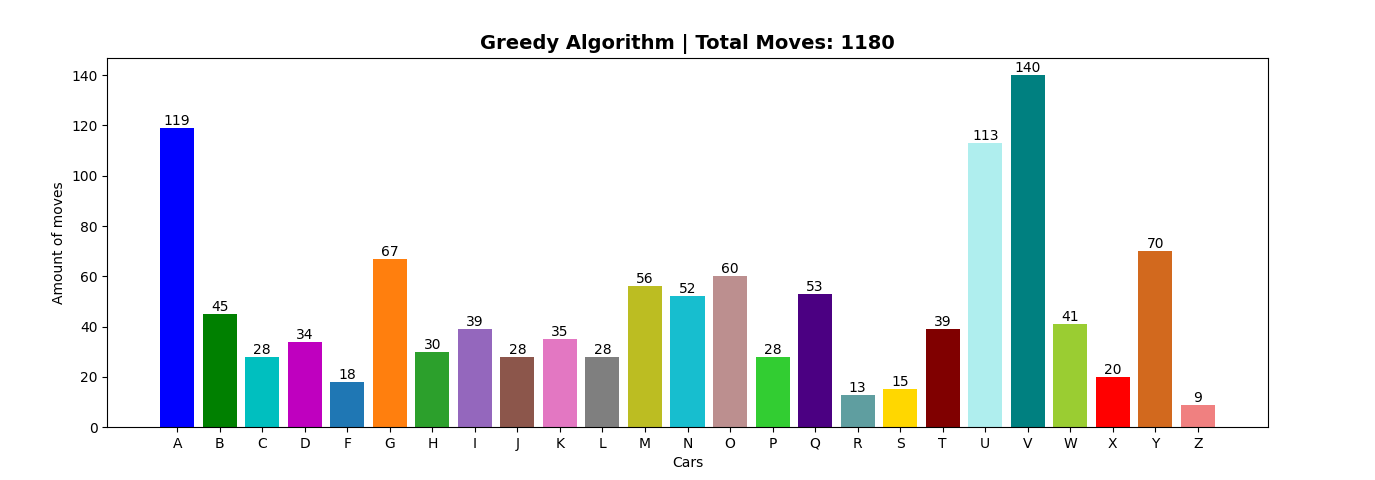 Greedy Algorithm | Total Moves: 1180
Amount of moves
140
120
100
80
60
40
20
0
119 45 28 34 18 67 30 39 28 35 28 56 52 60 28 53 13 15 39 113 140 41 20 70 9
A B C D F G H I J K L M N O P Q R S T U V W X Y Z
Cars